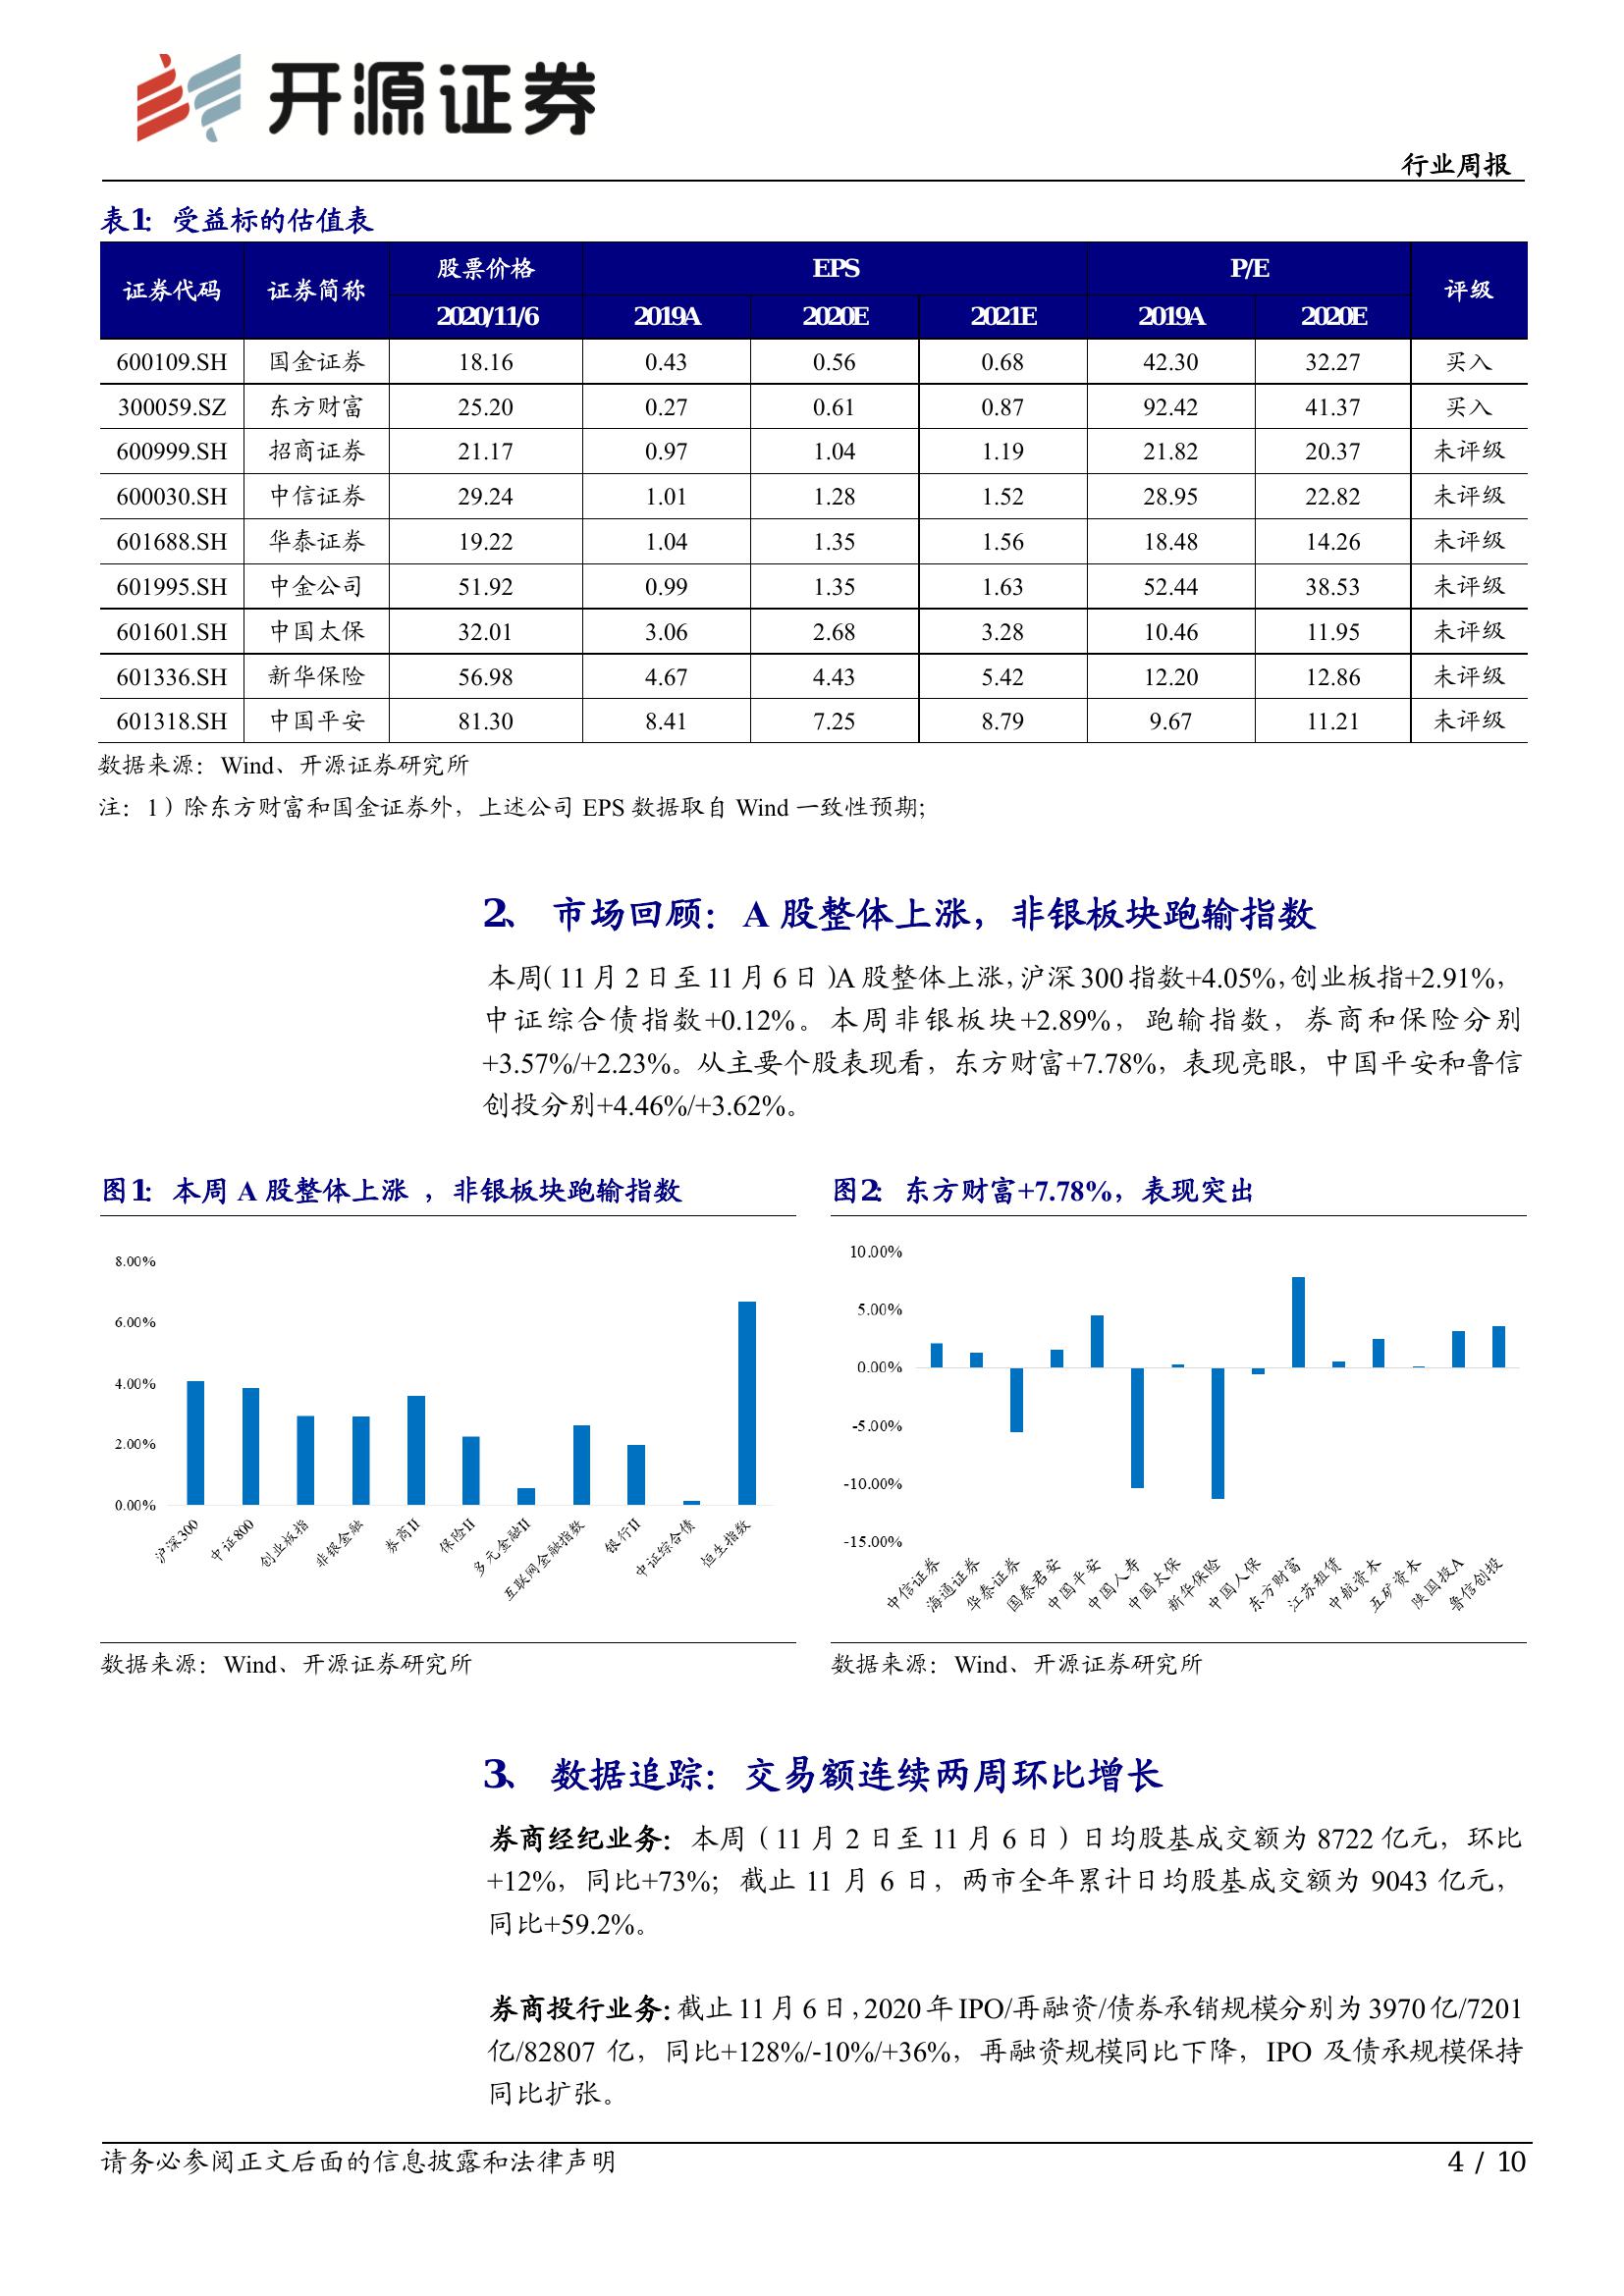 开源证券
行业周报
表1：受益标的估值表
证券代码 证券简称 股票价格 EPS P/E 评级
2020/11/6 2019A 2020E 2021E 2019A 2020E
600109.SH 国金证券 18.16 0.43 0.56 0.68 42.30 32.27 买入
300059.SZ 东方财富 25.20 0.27 0.61 0.87 92.42 41.37 买入
600999.SH 招商证券 21.17 0.97 1.04 1.19 21.82 20.37 未评级
600030.SH 中信证券 29.24 1.01 1.28 1.52 28.95 22.82 未评级
601688.SH 华泰证券 19.22 1.04 1.35 1.56 18.48 14.26 未评级
601995.SH 中金公司 51.92 0.99 1.35 1.63 52.44 38.53 未评级
601601.SH 中国太保 32.01 3.06 2.68 3.28 10.46 11.95 未评级
601336.SH 新华保险 56.98 4.67 4.43 5.42 12.20 12.86 未评级
601318.SH 中国平安 81.30 8.41 7.25 8.79 9.67 11.21 未评级
数据来源：Wind、开源证券研究所
注：1）除东方财富和国金证券外，上述公司 EPS 数据取自 Wind 一致性预期;
2、 市场回顾：A 股整体上涨，非银板块跑输指数
本周（11 月 2 日至 11 月 6 日）A 股整体上涨，沪深 300 指数+4.05%，创业板指+2.91%，
中证综合债指数+0.12%。本周非银板块+2.89%，跑输指数，券商和保险分别
+3.57%/+2.23%。从主要个股表现看，东方财富+7.78%，表现亮眼，中国平安和鲁信
创投分别+4.46%/+3.62%。
图1：本周 A 股整体上涨 ，非银板块跑输指数
8.00%
6.00%
4.00%
2.00%
0.00%
沪深300 中证800 创业板指 非银金融 券商II 保险II 多元金融II 互联网金融指数 银行II 中证综合债 恒生指数
数据来源：Wind、开源证券研究所
图2：东方财富+7.78%，表现突出
10.00%
5.00%
0.00%
-5.00%
-10.00%
-15.00%
中信证券 海通证券 华泰证券 国泰君安 中国平安 中国人寿 中国太保 新华保险 中国人保 东方财富 江苏租赁 中航资本 五矿资本 陕国投A 鲁信创投
数据来源：Wind、开源证券研究所
3、 数据追踪：交易额连续两周环比增长
券商经纪业务：本周（11 月 2 日至 11 月 6 日）日均股基成交额为 8722 亿元，环比
+12%，同比+73%；截止 11 月 6 日，两市全年累计日均股基成交额为 9043 亿元，
同比+59.2%。
券商投行业务：截止 11 月 6 日，2020 年 IPO/再融资/债券承销规模分别为 3970 亿/7201
亿/82807 亿，同比+128%/-10%/+36%，再融资规模同比下降，IPO 及债承规模保持
同比扩张。
请务必参阅正文后面的信息披露和法律声明
4 / 10